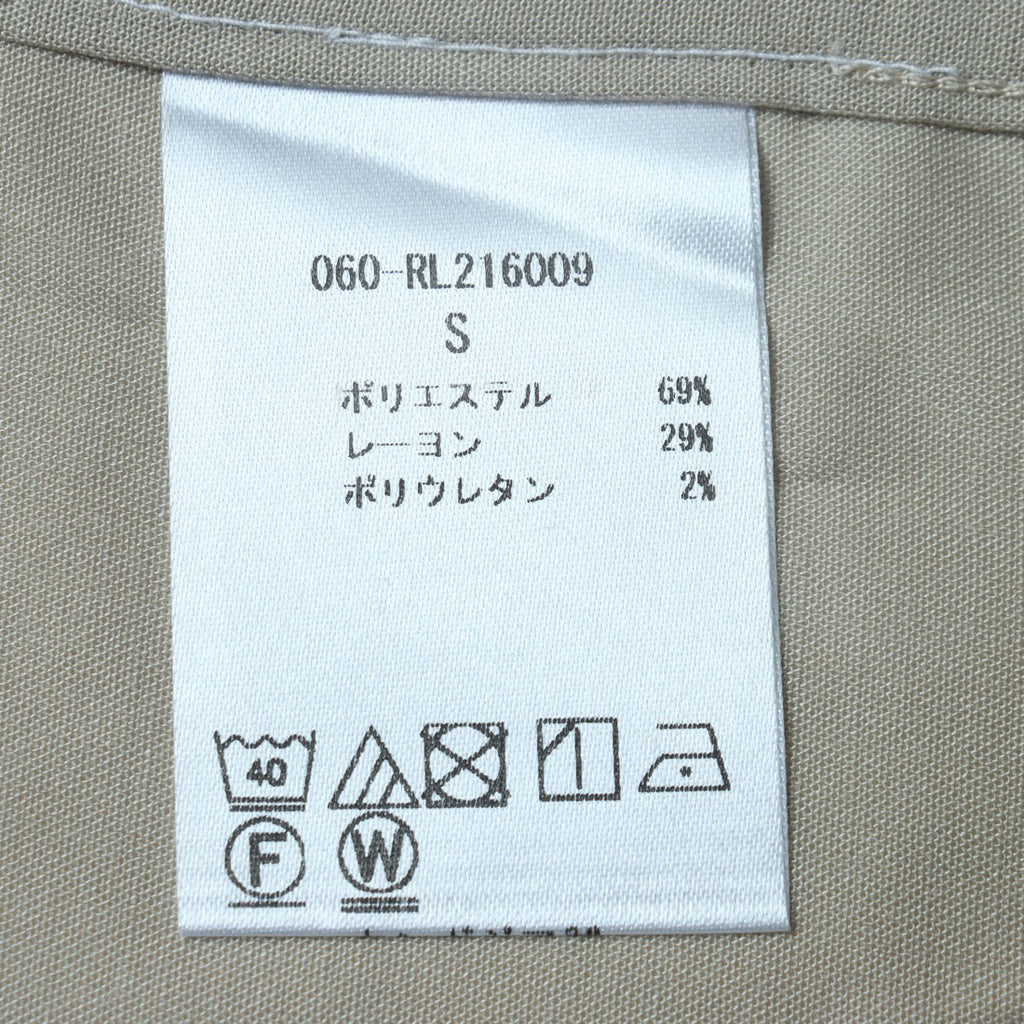 060-RL216009
S
ポリエステル 69%
レーヨン 29%
ポリウレタン 2%
40
F W